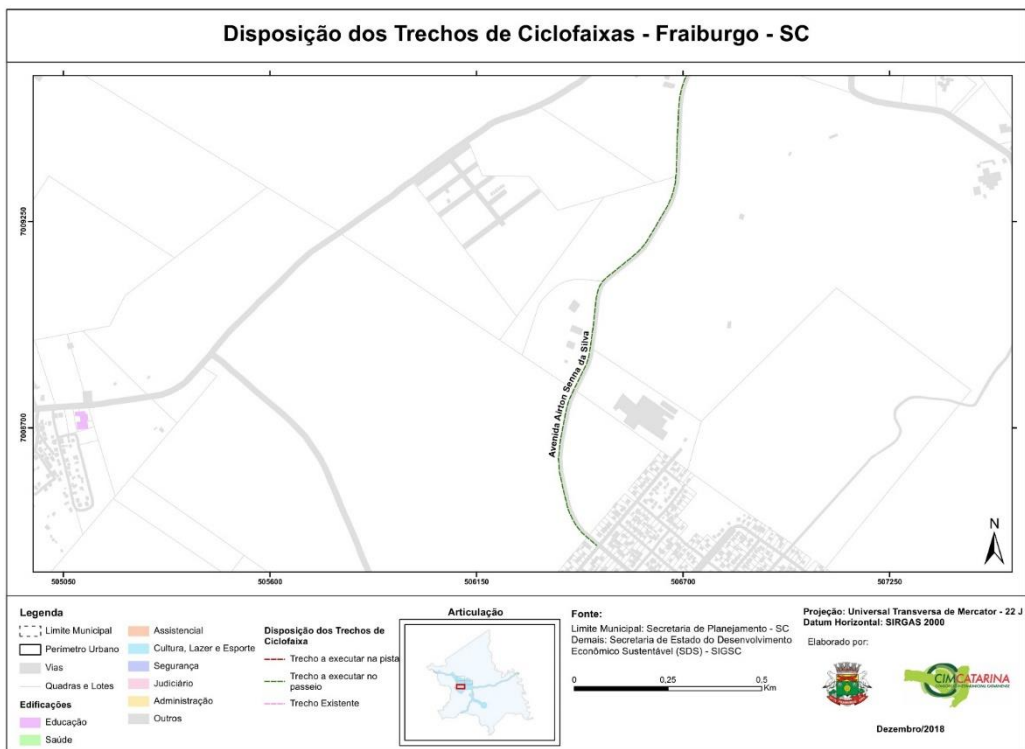 Disposição dos Trechos de Ciclofaixas - Fraiburgo - SC
7009250
7008700
Avenida Airton Senna da Silva
N
505050
505600
506150
506700
507250
Legenda
Limite Municipal
Perímetro Urbano
Vias
Quadras e Lotes
Edificações
Educação
Saúde
Assistencial
Cultura, Lazer e Esporte
Segurança
Judiciário
Administração
Outros
Disposição dos Trechos de
Ciclofaixa
Trecho a executar na pista
Trecho a executar no
passeio
Trecho Existente
Articulação
Fonte:
Limite Municipal: Secretaria de Planejamento - SC
Demais: Secretaria de Estado do Desenvolvimento
Econômico Sustentável (SDS) - SIGSC
0
0,25
0,5
Km
Projeção: Universal Transversa de Mercator - 22 J
Datum Horizontal: SIRGAS 2000
Elaborado por:
CIMCATARINA
Dezembro/2018